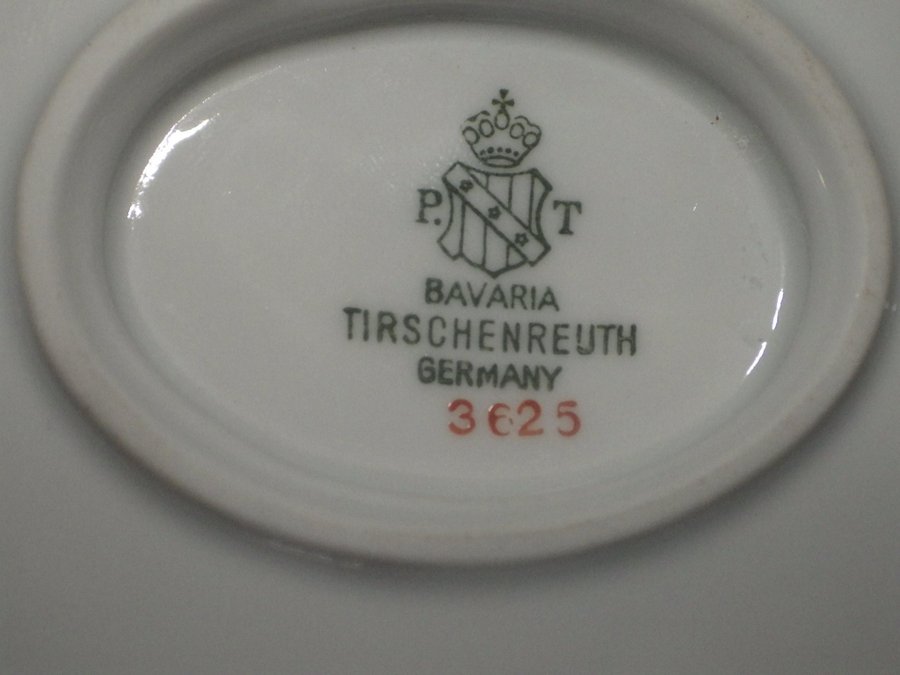 P. T
BAVARIA
TIRSCHENREUTH
GERMANY
3625